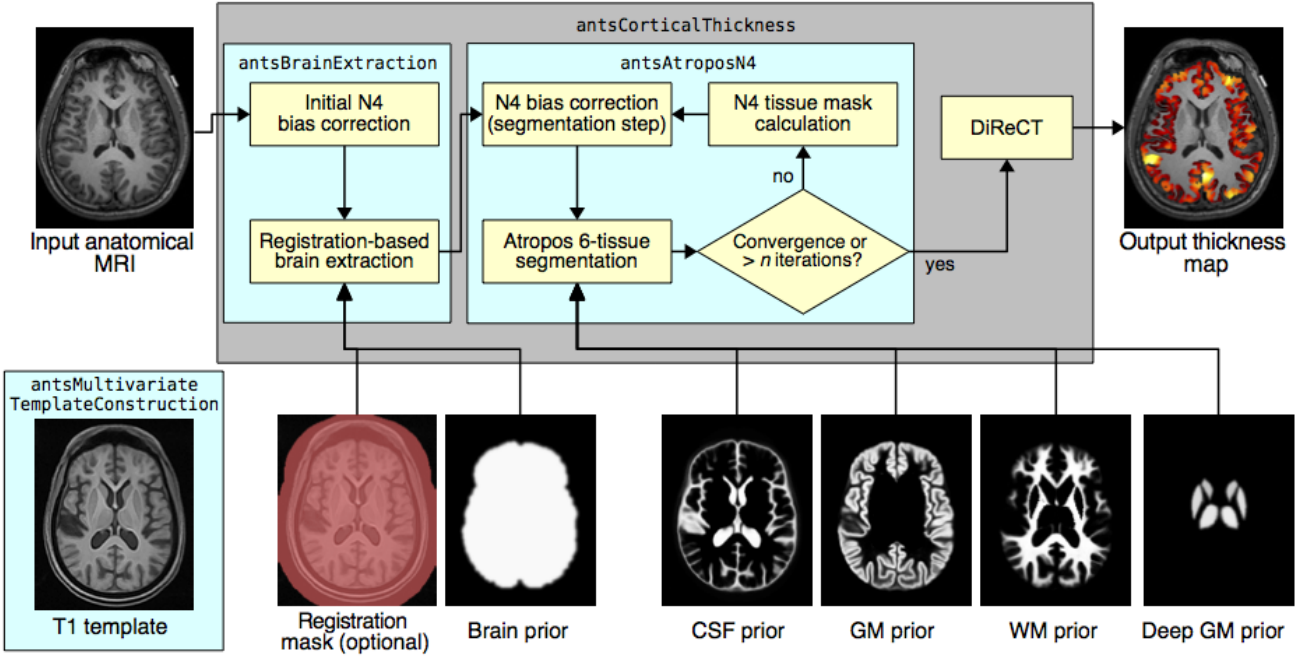 antsCorticalThickness
antsBrainExtraction
antsAtroposN4
Initial N4
bias correction
N4 bias correction
(segmentation step)
N4 tissue mask
calculation
DiReCT
no
Input anatomical
MRI
Registration-based
brain extraction
Atropos 6-tissue
segmentation
Convergence or
> n iterations?
yes
Output thickness
map
antsMultivariate
TemplateConstruction
T1 template
Registration
mask (optional)
Brain prior
CSF prior
GM prior
WM prior
Deep GM prior